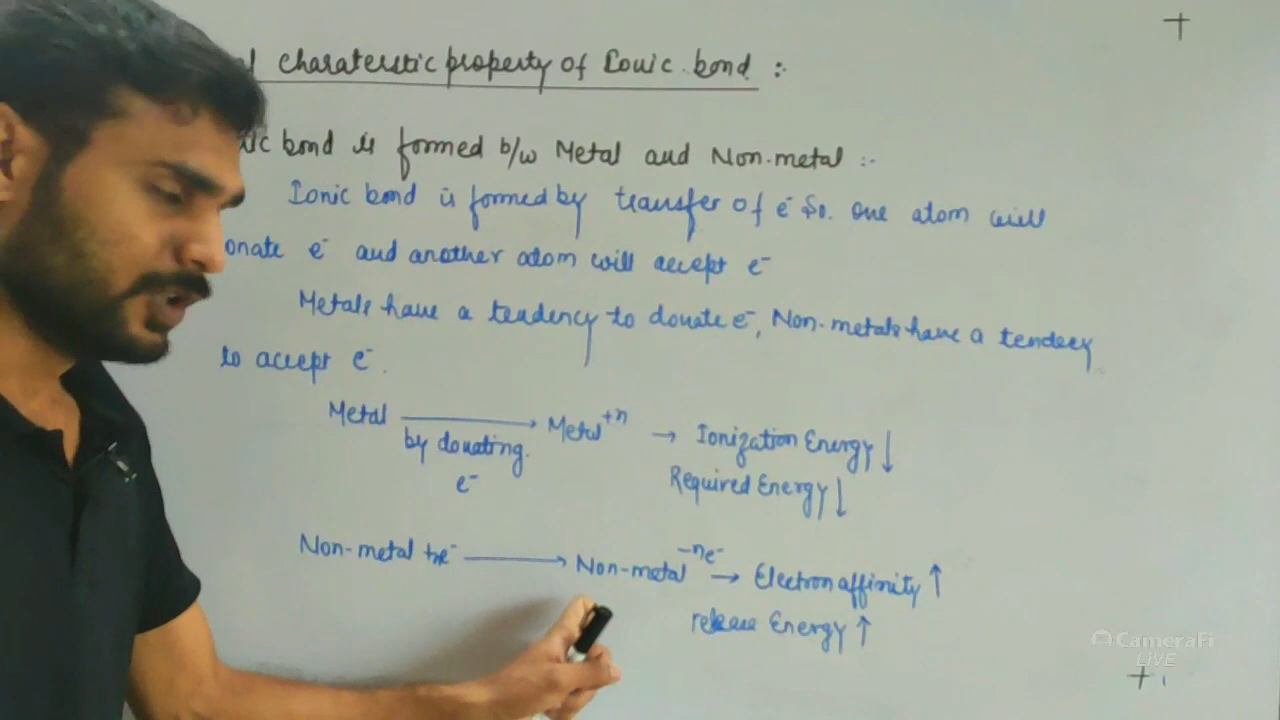 charaterstic property of Ionic bond :
bond is formed b/w Metal and Non-metal :-
Ionic bond is formed by transfer of e⁻ So. one atom will
onate e⁻ and another atom will accept e⁻
Metals have a tendency to donate e⁻, Non-metals have a tendecy
to accept e⁻.
Metal → Metal⁺ⁿ → Ionization Energy ↓
by donating.
e⁻
Required Energy ↓
Non-metal +ne⁻ → Non-metal⁻ⁿᵉ⁻ → Electron affinity ↑
release Energy ↑
CameraFi
LiVE